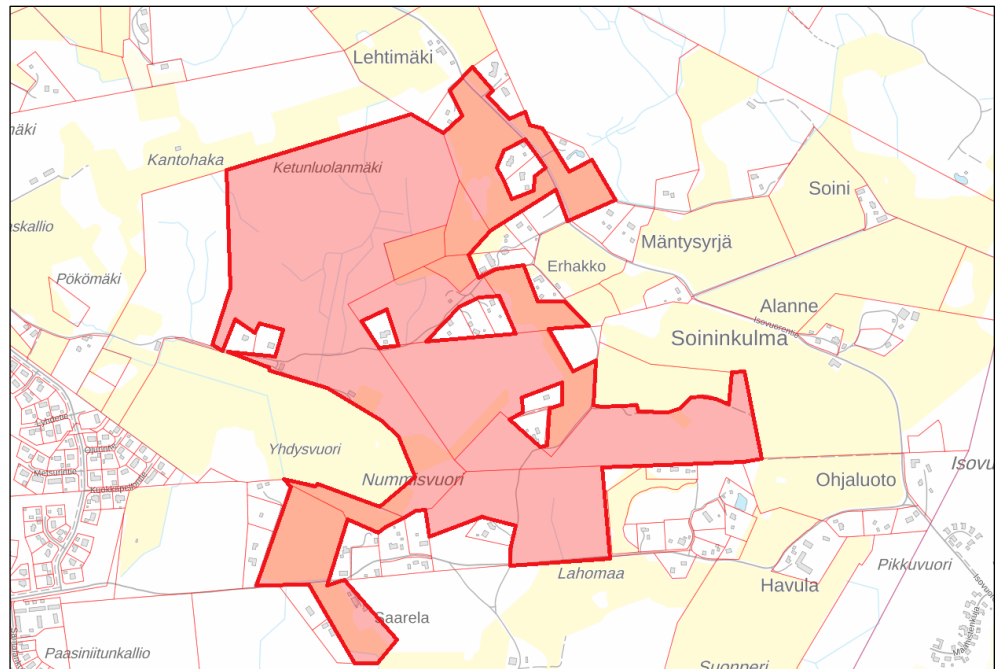 Lehtimäki
mäki
Kantohaka
Ketunluolanmäki
Soini
askallio
Mäntysyrjä
Erhakko
Pökömäki
Alanne
Isovuorentie
Soininkulma
Yhdysvuori
Nummisvuori
Isovu
Ohjaluoto
Pikkuvuori
Lahomaa
Havula
Saarela
Paasiniitunkallio
Suonperi